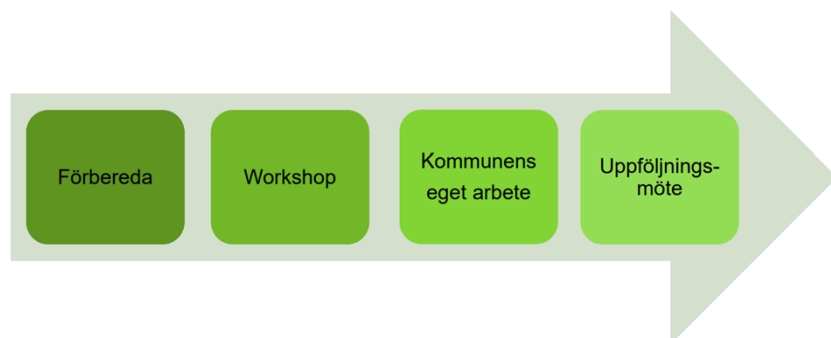 Förbereda
Workshop
Kommunens
eget arbete
Uppföljnings-
möte